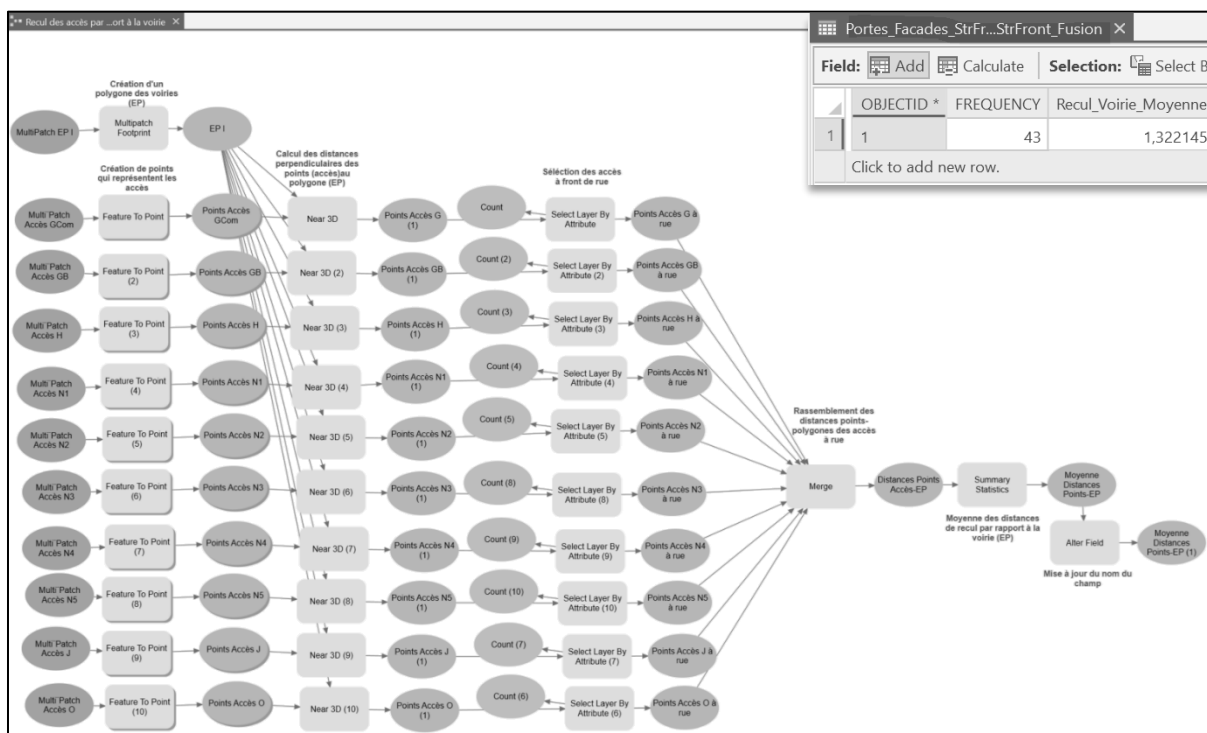 Recul des accès par ...ort à la voirie
Portes_Facades_StrFr...StrFront_Fusion
Field: Add Calculate Selection: Select B
OBJECTID * FREQUENCY Recul_Voirie_Moyenne
1 1 43 1,322145
Click to add new row.
Création d'un
polygone des voiries
(EP)
MultiPatch EP I
Multipatch
Footprint
EP I
Création de points
qui représentent les
accès
Calcul des distances
perpendiculaires des
points (accès)au
polygone (EP)
Séléction des accès
à front de rue
Multi Patch
Accès GCom
Feature To Point
Points Accès
GCom
Near 3D
Points Accès G
(1)
Count
Select Layer By
Attribute
Points Accès G à
rue
Multi Patch
Accès GB
Feature To Point
(2)
Points Accès GB
Near 3D (2)
Points Accès GB
(1)
Count (2)
Select Layer By
Attribute (2)
Points Accès GB
à rue
Multi Patch
Accès H
Feature To Point
(3)
Points Accès H
Near 3D (3)
Points Accès H
(1)
Count (3)
Select Layer By
Attribute (3)
Points Accès H à
rue
Multi Patch
Accès N1
Feature To Point
(4)
Points Accès N1
Near 3D (4)
Points Accès N1
(1)
Count (4)
Select Layer By
Attribute (4)
Points Accès N1
à rue
Multi Patch
Accès N2
Feature To Point
(5)
Points Accès N2
Near 3D (5)
Points Accès N2
(1)
Count (5)
Select Layer By
Attribute (5)
Points Accès N2
à rue
Multi Patch
Accès N3
Feature To Point
(6)
Points Accès N3
Near 3D (6)
Points Accès N3
(1)
Count (8)
Select Layer By
Attribute (8)
Points Accès N3
à rue
Multi Patch
Accès N4
Feature To Point
(7)
Points Accès N4
Near 3D (7)
Points Accès N4
(1)
Count (9)
Select Layer By
Attribute (9)
Points Accès N4
à rue
Multi Patch
Accès N5
Feature To Point
(8)
Points Accès N5
Near 3D (8)
Points Accès N5
(1)
Count (10)
Select Layer By
Attribute (10)
Points Accès N5
à rue
Multi Patch
Accès J
Feature To Point
(9)
Points Accès J
Near 3D (9)
Points Accès J
(1)
Count (7)
Select Layer By
Attribute (7)
Points Accès J à
rue
Multi Patch
Accès O
Feature To Point
(10)
Points Accès O
Near 3D (10)
Points Accès O
(1)
Count (6)
Select Layer By
Attribute (6)
Points Accès O à
rue
Rassemblement des
distances points-
polygones des accès
à rue
Merge
Distances Points
Accès-EP
Summary
Statistics
Moyenne
Distances
Points-EP
Moyenne des distances
de recul par rapport à la
voirie (EP)
Alter Field
Moyenne
Distances
Points-EP (1)
Mise à jour du nom du
champ